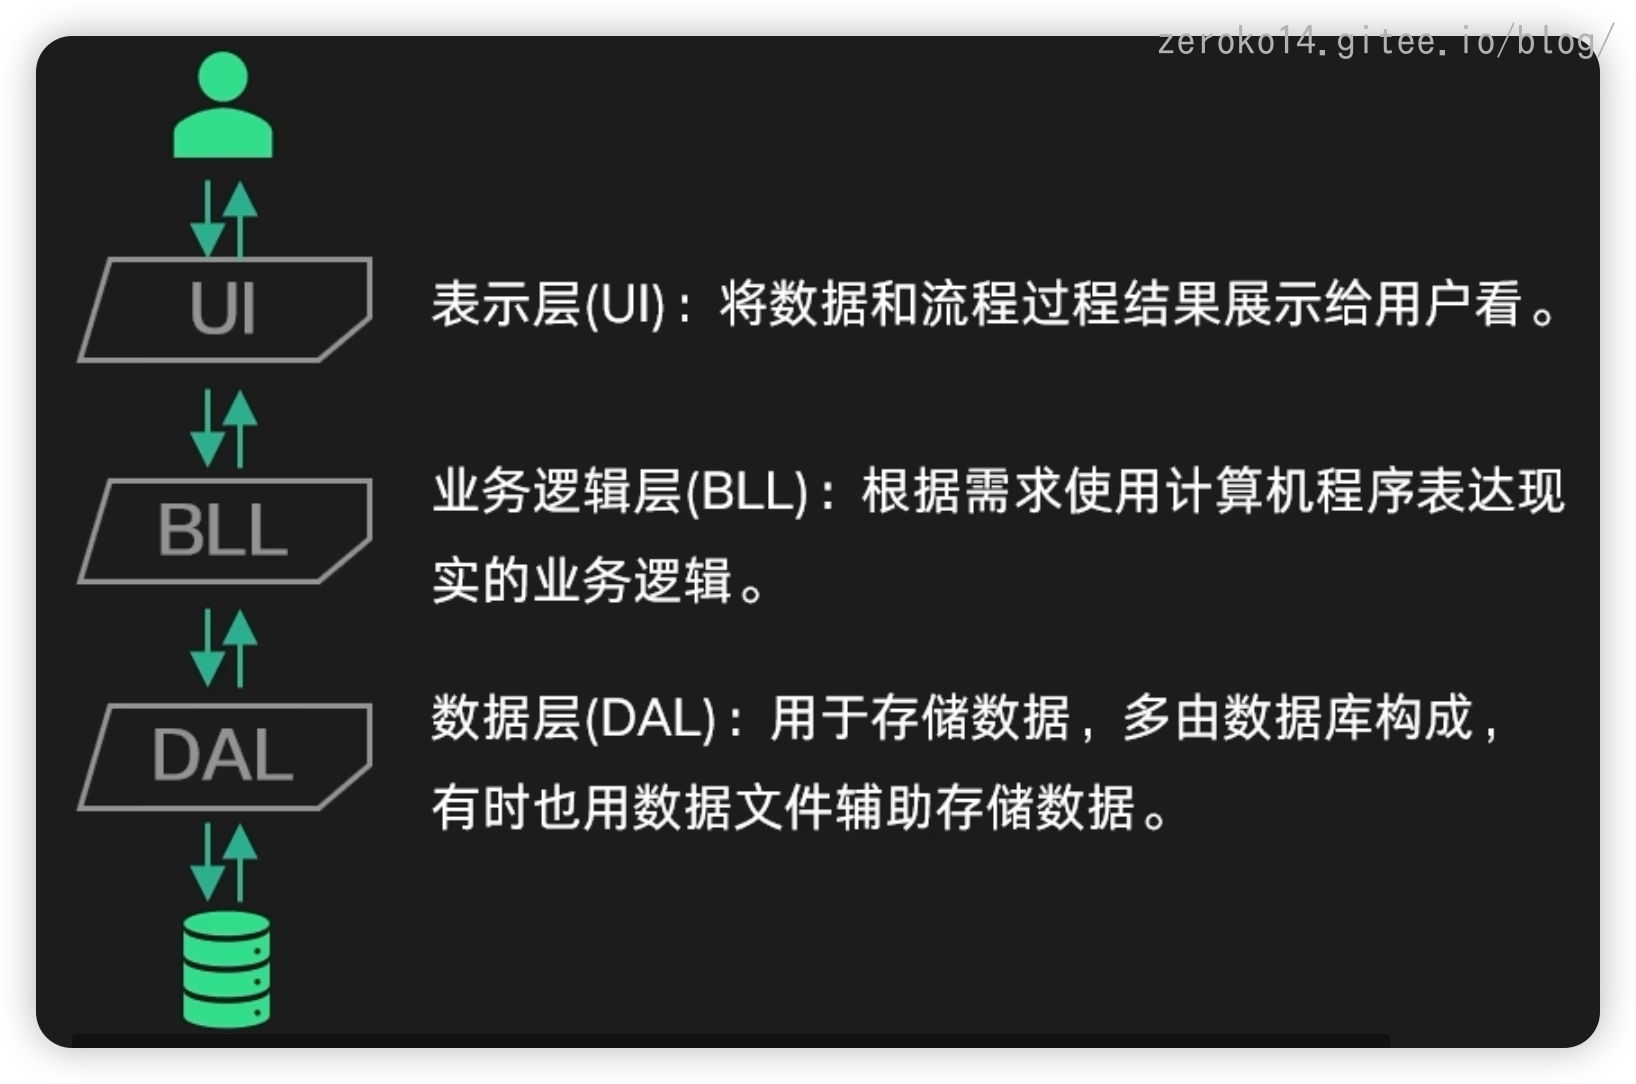 zeroko14.gitee.io/blog/
UI
表示层(UI)：将数据和流程过程结果展示给用户看。
BLL
业务逻辑层(BLL)：根据需求使用计算机程序表达现
实的业务逻辑。
DAL
数据层(DAL)：用于存储数据，多由数据库构成，
有时也用数据文件辅助存储数据。